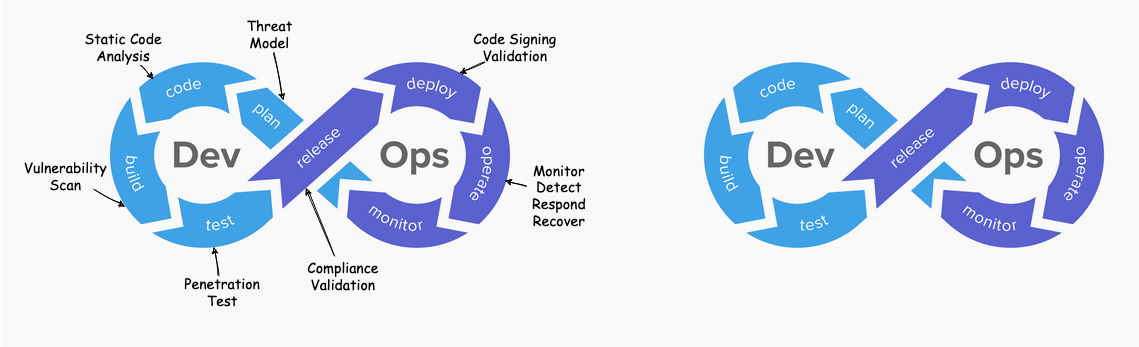 Threat
Model
Static Code
Analysis
Code Signing
Validation
code
plan
deploy
Dev
release
Ops
build
operate
Vulnerability
Scan
Monitor
Detect
Respond
Recover
test
monitor
Compliance
Validation
Penetration
Test
code
plan
deploy
Dev
release
Ops
build
operate
test
monitor